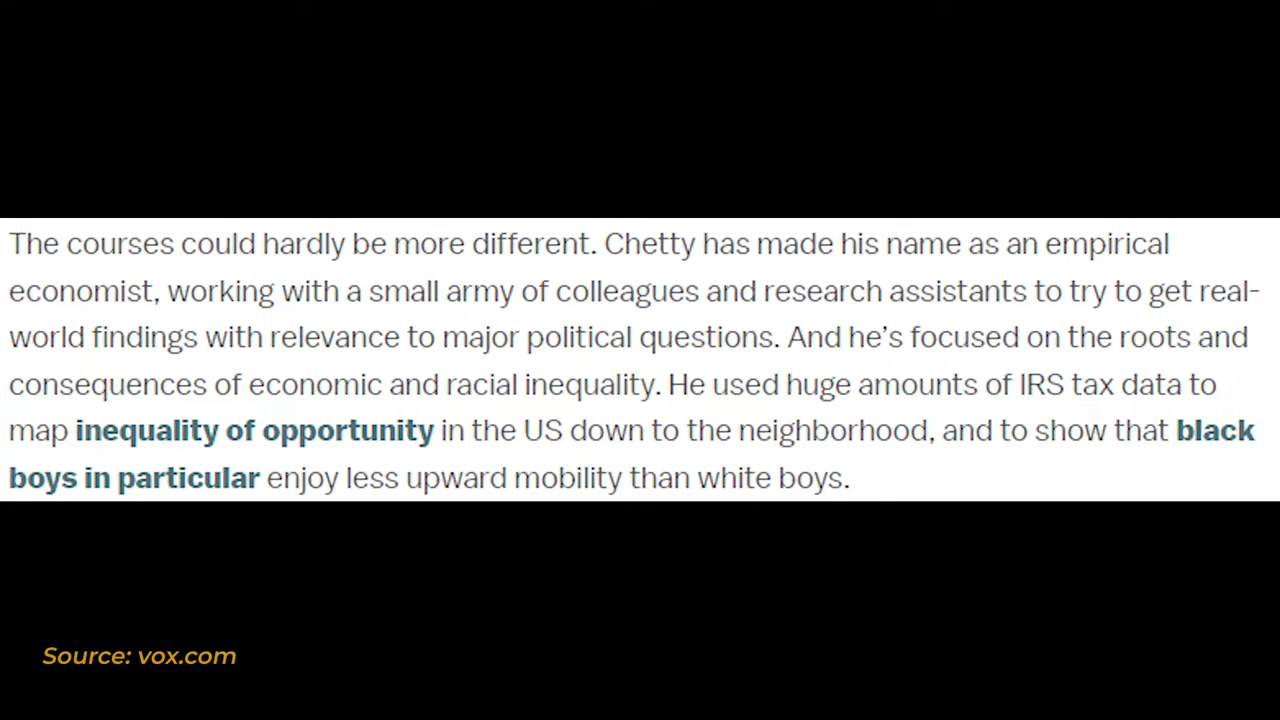 The courses could hardly be more different. Chetty has made his name as an empirical
economist, working with a small army of colleagues and research assistants to try to get real-
world findings with relevance to major political questions. And he’s focused on the roots and
consequences of economic and racial inequality. He used huge amounts of IRS tax data to
map inequality of opportunity in the US down to the neighborhood, and to show that black
boys in particular enjoy less upward mobility than white boys.
Source: vox.com